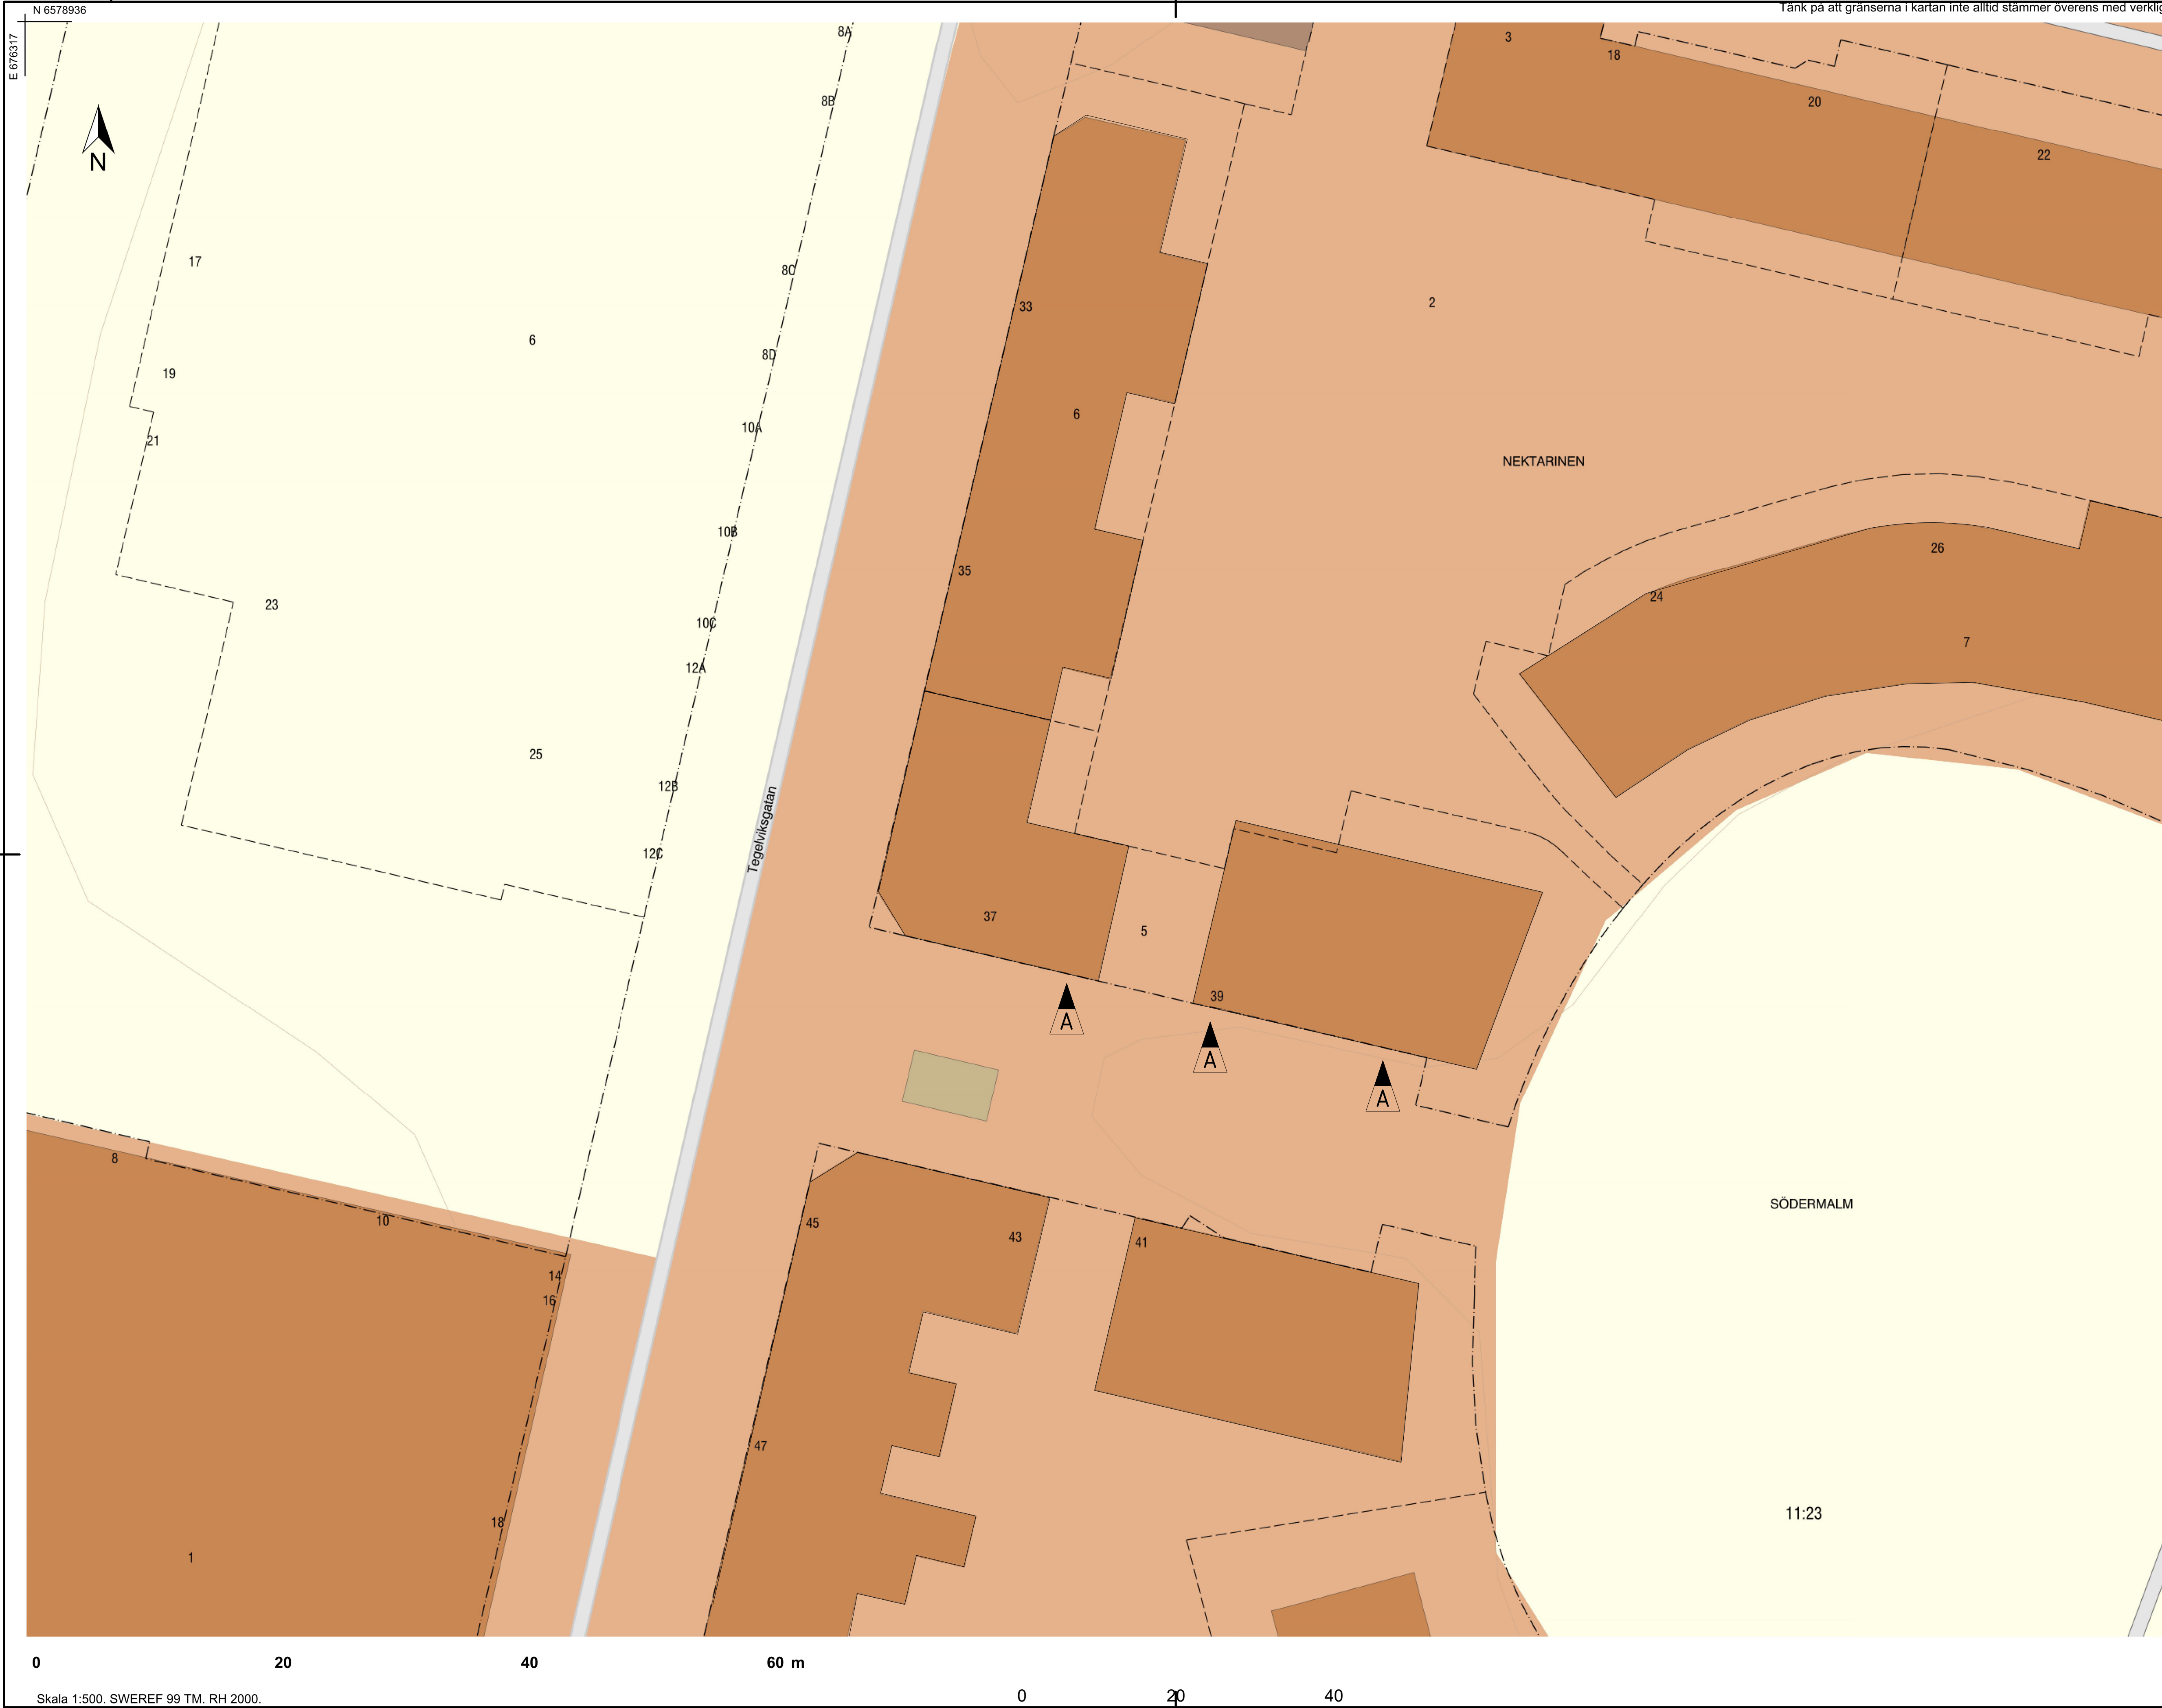 N 6578936
Tänk på att gränserna i kartan inte alltid stämmer överens med verklig
E 676317
N
8A
3
18
8B
20
22
17
8C
33
2
6
8D
19
6
10A
21
NEKTARINEN
10B
26
35
24
23
10C
7
12A
25
12B
Tegelviksgatan
12C
37
5
39
A
A
A
8
SÖDERMALM
10
45
43
41
14
16
47
11:23
18
1
0 20 40 60 m
Skala 1:500. SWEREF 99 TM. RH 2000.
0 20 40